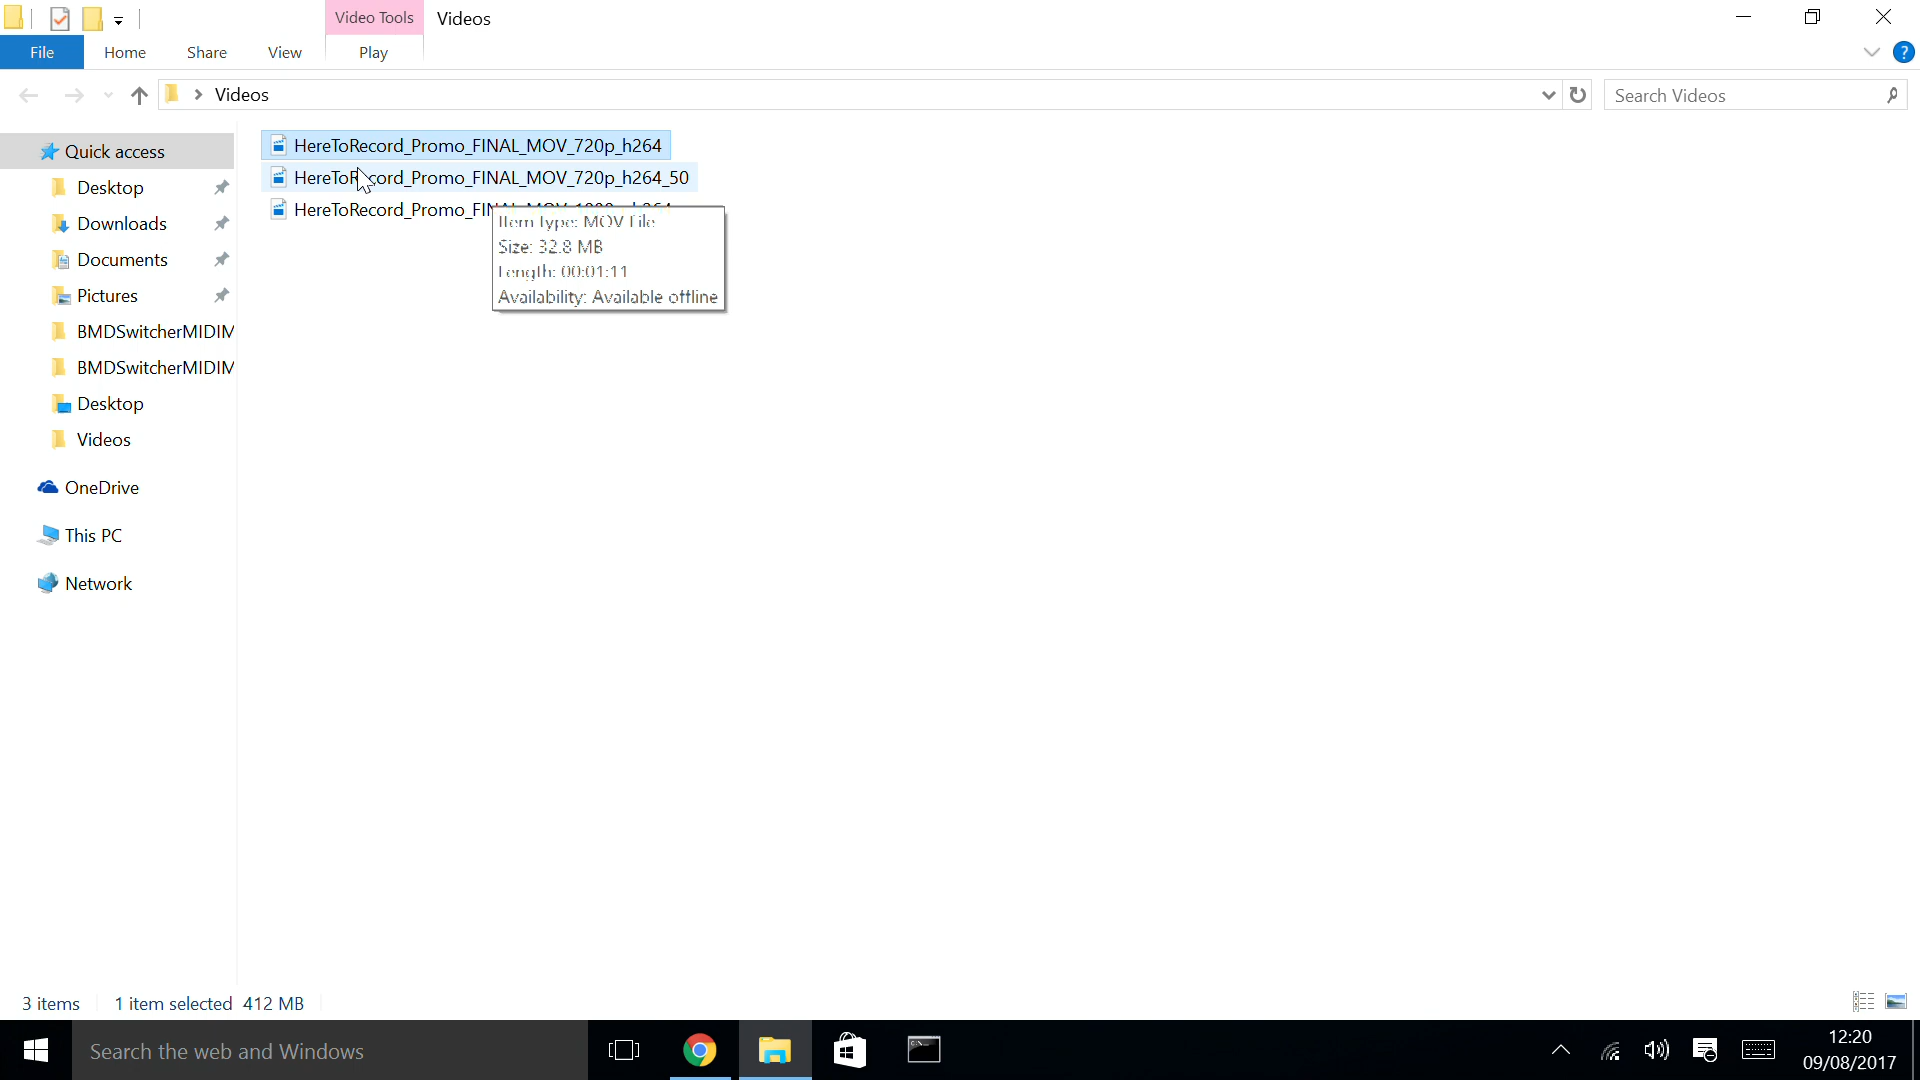 Video Tools
Videos
File
Home
Share
View
Play
?
Videos
Search Videos
Quick access
Desktop
Downloads
Documents
Pictures
BMDSwitcherMIDIM
BMDSwitcherMIDIM
Desktop
Videos
OneDrive
This PC
Network
HereToRecord_Promo_FINAL_MOV_720p_h264
HereToRecord_Promo_FINAL_MOV_720p_h264_50
HereToRecord_Promo_FI
Item type: MOV File
Size: 32.8 MB
Length: 00:01:11
Availability: Available offline
3 items
1 item selected 412 MB
Search the web and Windows
12:20
09/08/2017